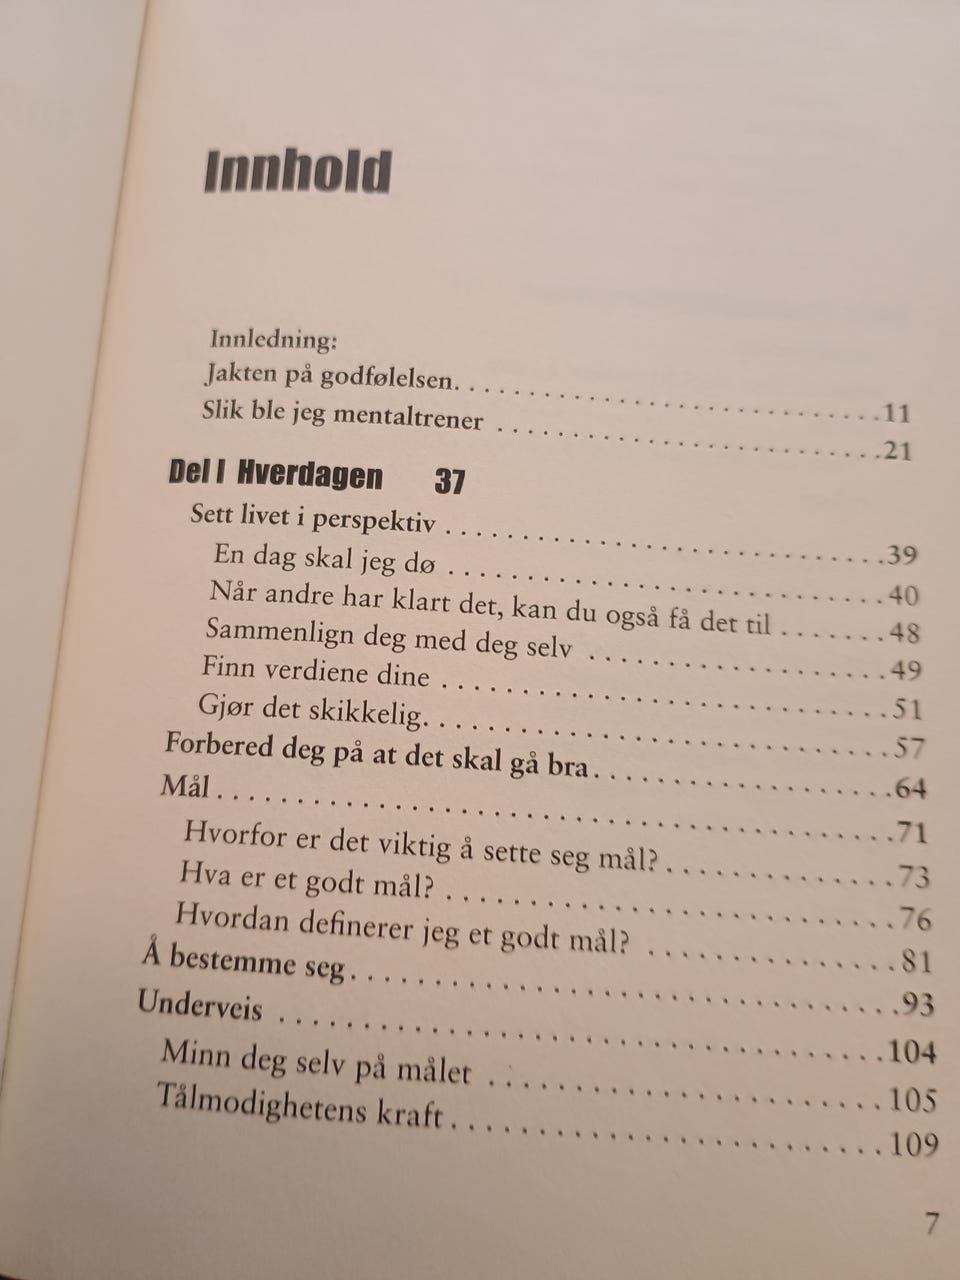 Innhold
Innledning:
Jakten på godfølelsen. . . . . . . . . . . . . . . . . . . . . . . . . . . .11
Slik ble jeg mentaltrener . . . . . . . . . . . . . . . . . . . . . . . . .21
Del I Hverdagen 37
Sett livet i perspektiv . . . . . . . . . . . . . . . . . . . . . . . . . . . .39
En dag skal jeg dø . . . . . . . . . . . . . . . . . . . . . . . . . . . .40
Når andre har klart det, kan du også få det til . . . . . . .48
Sammenlign deg med deg selv . . . . . . . . . . . . . . . . . . .49
Finn verdiene dine . . . . . . . . . . . . . . . . . . . . . . . . . . . .51
Gjør det skikkelig. . . . . . . . . . . . . . . . . . . . . . . . . . . . .57
Forbered deg på at det skal gå bra. . . . . . . . . . . . . . . . . .64
Mål . . . . . . . . . . . . . . . . . . . . . . . . . . . . . . . . . . . . . . . . .71
Hvorfor er det viktig å sette seg mål? . . . . . . . . . . . . . .73
Hva er et godt mål? . . . . . . . . . . . . . . . . . . . . . . . . . . .76
Hvordan definerer jeg et godt mål? . . . . . . . . . . . . . . .81
Å bestemme seg. . . . . . . . . . . . . . . . . . . . . . . . . . . . . . . .93
Underveis . . . . . . . . . . . . . . . . . . . . . . . . . . . . . . . . . . .104
Minn deg selv på målet . . . . . . . . . . . . . . . . . . . . . . .105
Tålmodighetens kraft . . . . . . . . . . . . . . . . . . . . . . . . .109
7